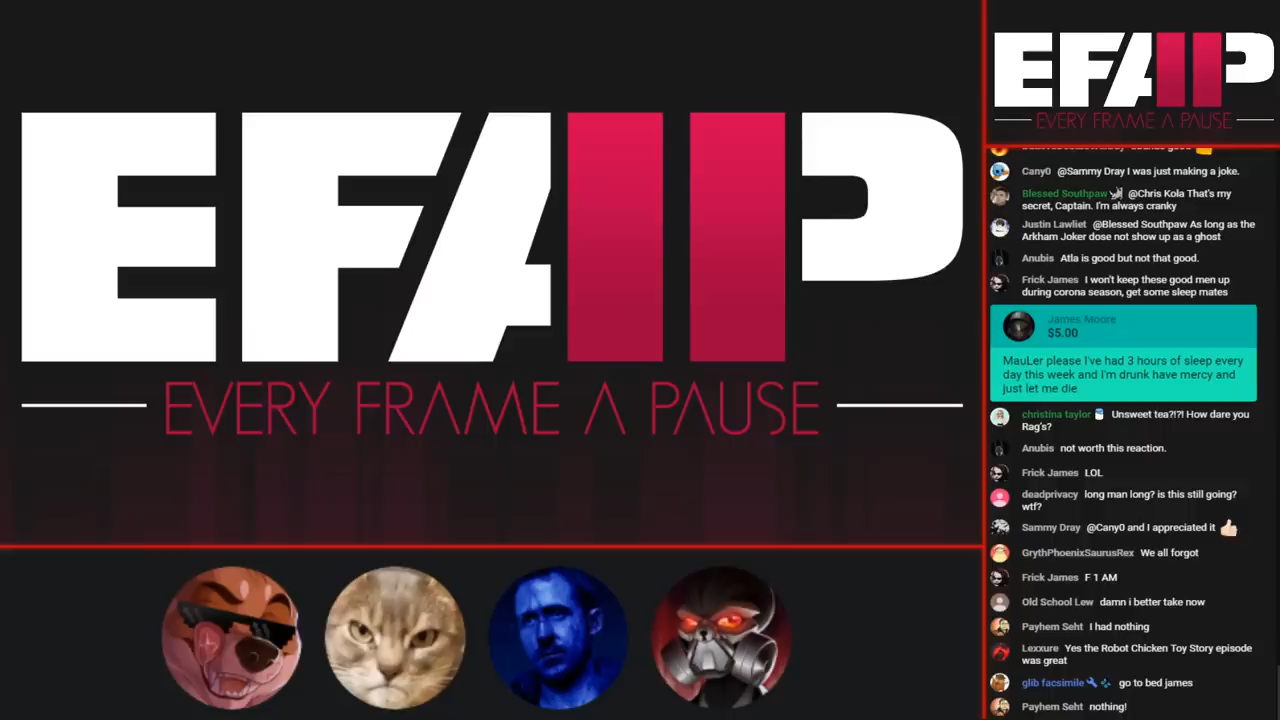 EFAP
EVERY FRAME A PAUSE
EFAP
EVERY FRAME A PAUSE
Cany0 @Sammy Dray I was just making a joke.
Blessed Southpaw @Chris Kola That's my
secret, Captain. I'm always cranky
Justin Lawliet @Blessed Southpaw As long as the
Arkham Joker dose not show up as a ghost
Anubis Atla is good but not that good.
Frick James I won't keep these good men up
during corona season, get some sleep mates
James Moore
$5.00
MauLer please I've had 3 hours of sleep every
day this week and I'm drunk have mercy and
just let me die
christina taylor Unsweet tea?!?! How dare you
Rag's?
Anubis not worth this reaction.
Frick James LOL
deadprivacy long man long? is this still going?
wtf?
Sammy Dray @Cany0 and I appreciated it
GrythPhoenixSaurusRex We all forgot
Frick James F 1 AM
Old School Lew damn i better take now
Payhem Seht I had nothing
Lexxure Yes the Robot Chicken Toy Story episode
was great
glib facsimile go to bed james
Payhem Seht nothing!